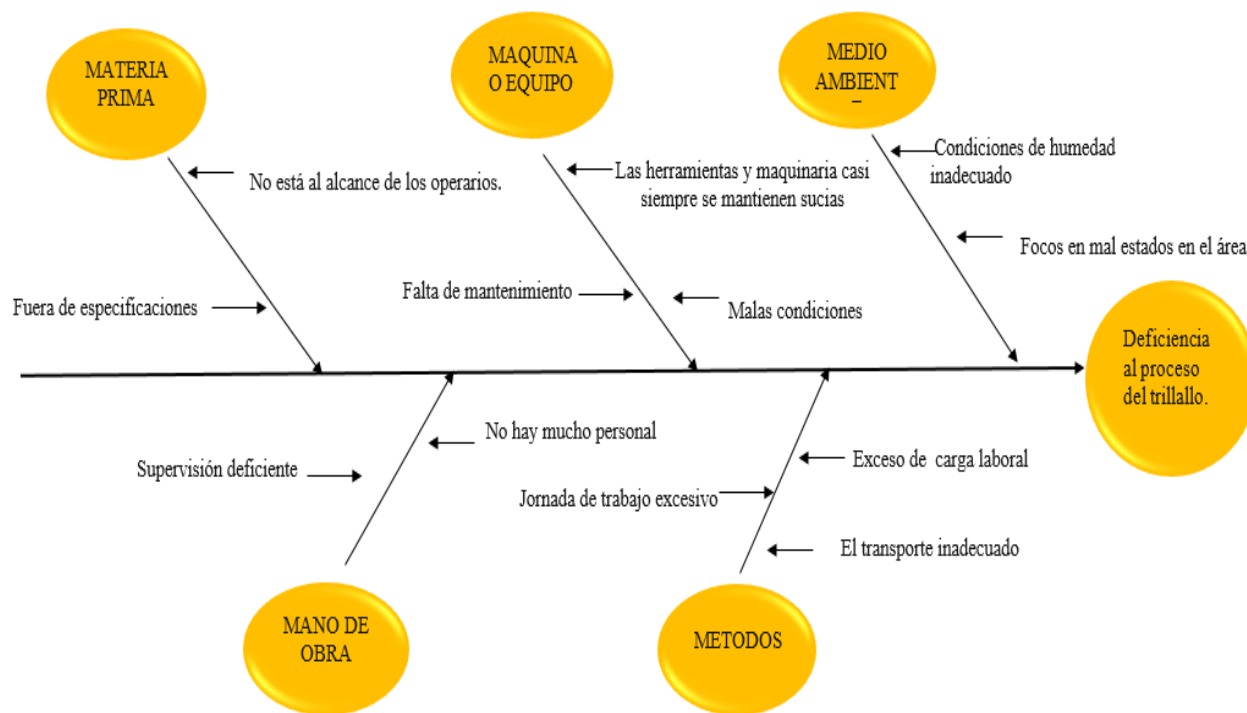 MATERIA
PRIMA
MAQUINA
O EQUIPO
MEDIO
AMBIENT
No está al alcance de los operarios.
Las herramientas y maquinaria casi
siempre se mantienen sucias
Condiciones de humedad
inadecuado
Fuera de especificaciones
Falta de mantenimiento
Malas condiciones
Focos en mal estados en el área
Deficiencia
al proceso
del trillallo.
Supervisión deficiente
No hay mucho personal
Jornada de trabajo excesivo
Exceso de carga laboral
El transporte inadecuado
MANO DE
OBRA
METODOS